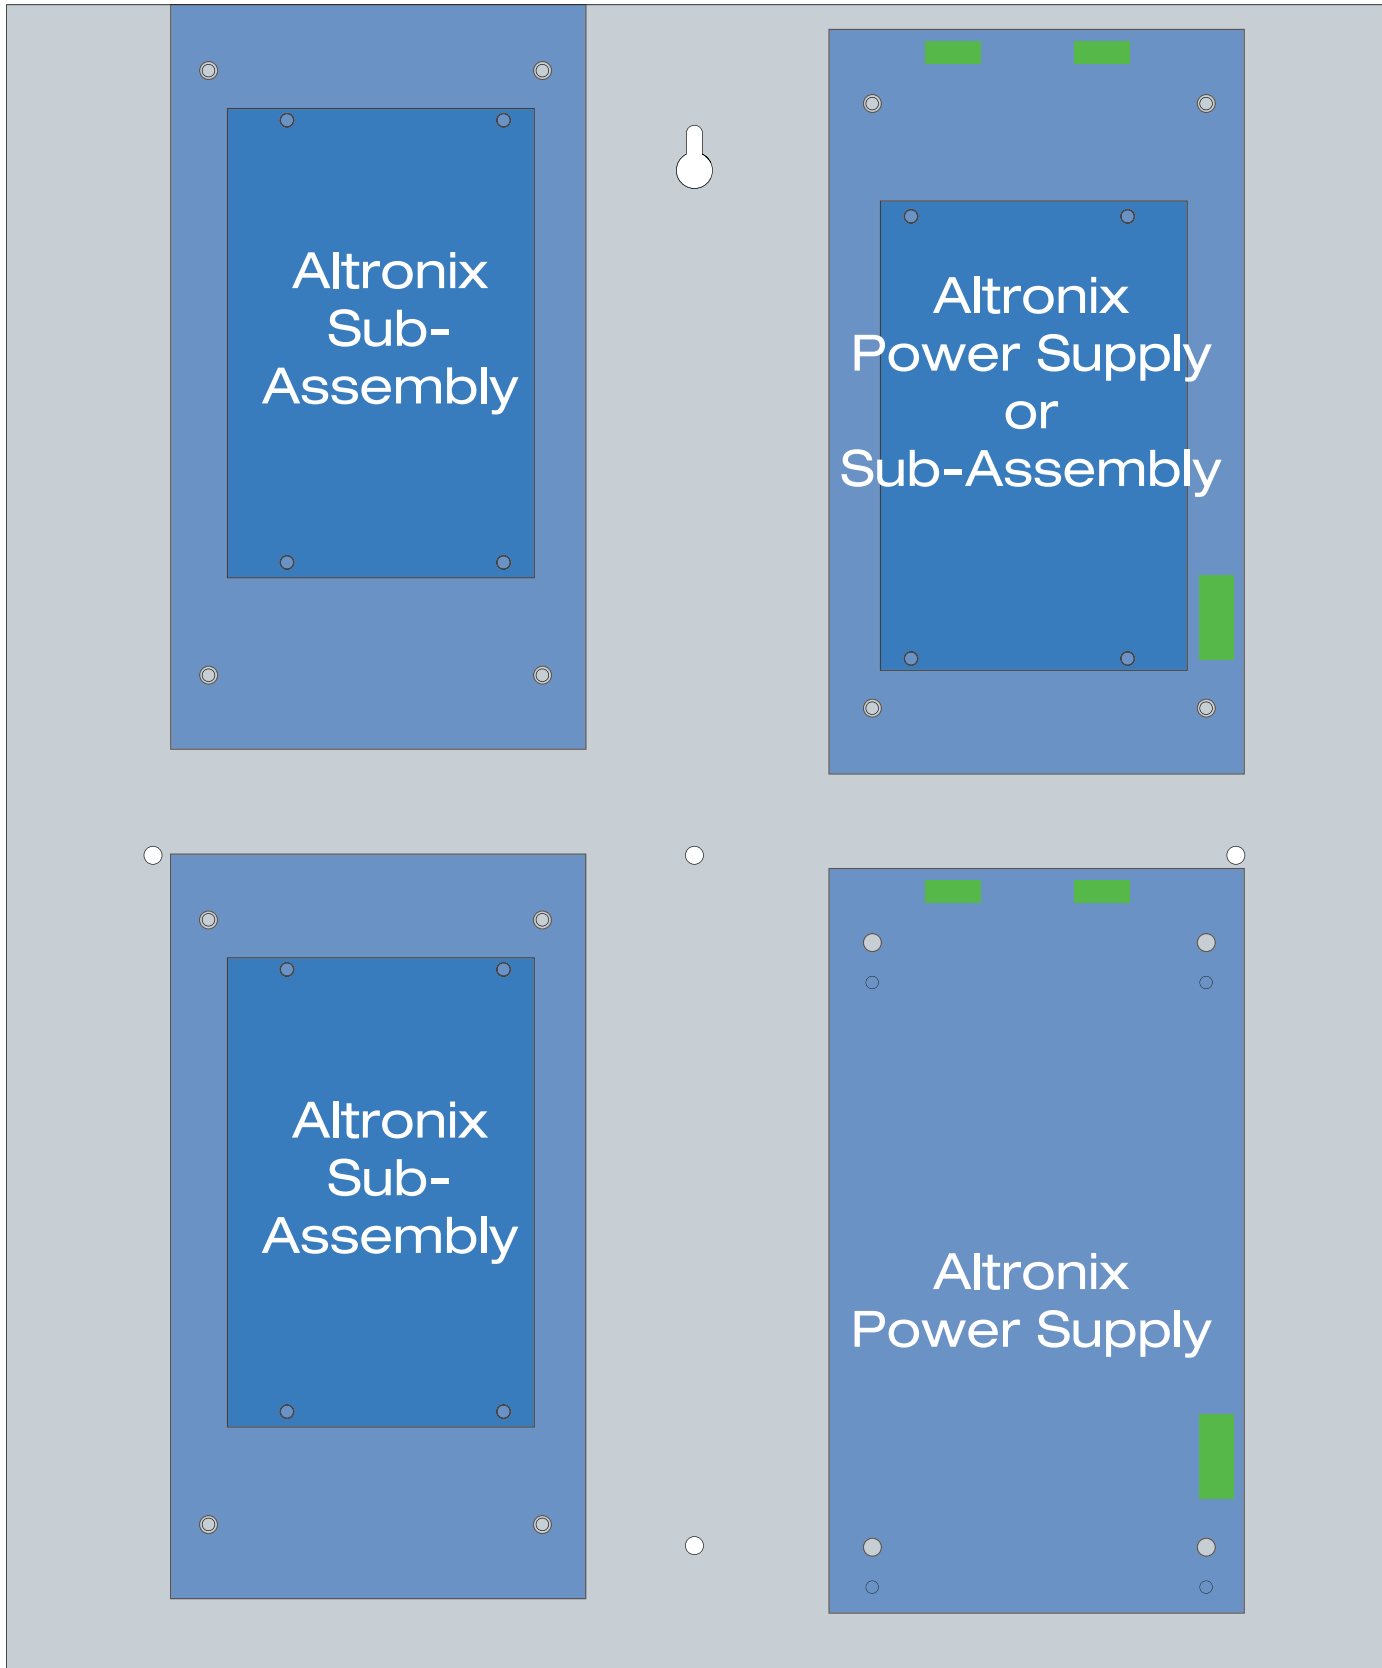 Altronix
Sub-
Assembly
Altronix
Power Supply
or
Sub-Assembly
Altronix
Sub-
Assembly
Altronix
Power Supply